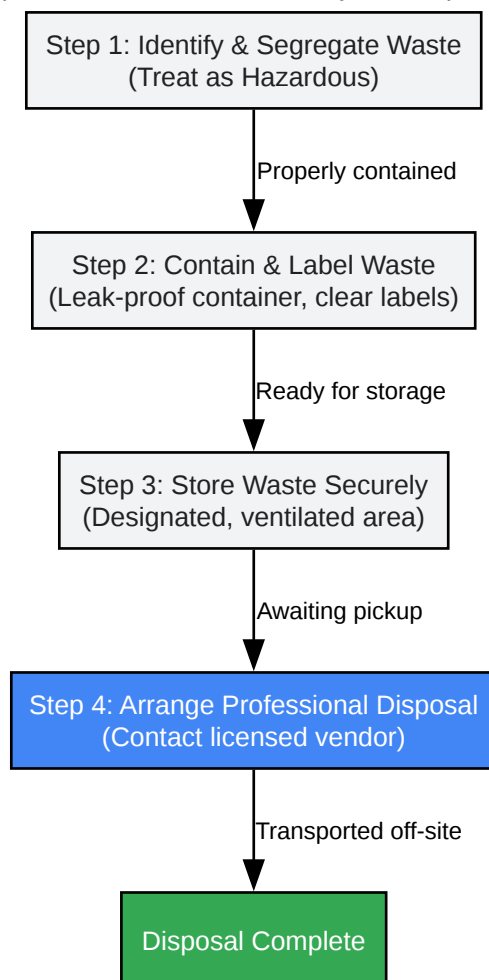 Step 1: Identify & Segregate Waste
(Treat as Hazardous)
Properly contained
Step 2: Contain & Label Waste
(Leak-proof container, clear labels)
Ready for storage
Step 3: Store Waste Securely
(Designated, ventilated area)
Awaiting pickup
Step 4: Arrange Professional Disposal
(Contact licensed vendor)
Transported off-site
Disposal Complete